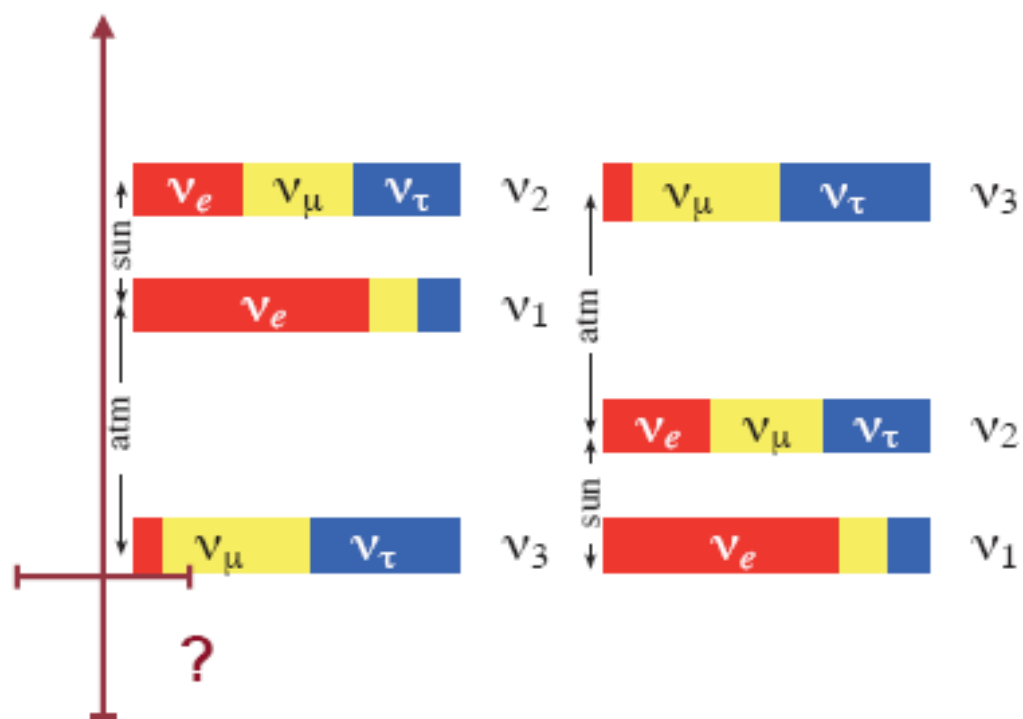 νe νμ ντ ν2
νμ ντ ν3
sun
νe ν1
atm
atm
νe νμ ντ ν2
sun
νμ ντ ν3
νe ν1
?